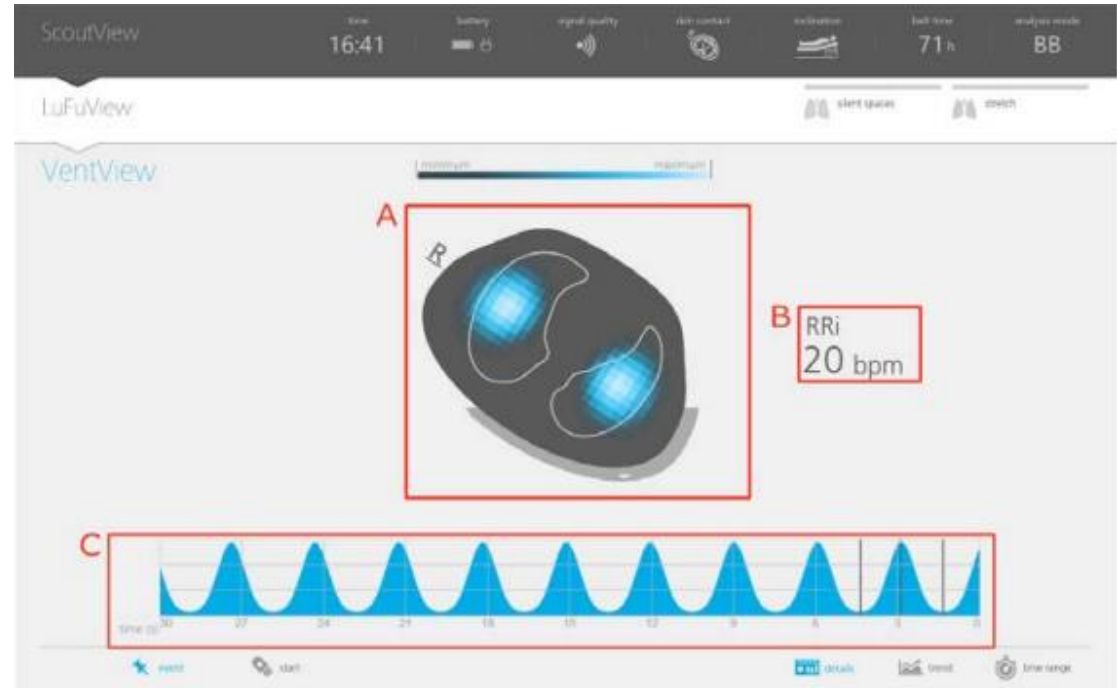 ScoutView
time
battery
signal quality
skin contact
inclination
belt time
analysis mode
16:41
71 h
BB
LuFuView
silent spaces
stretch
VentView
minimum
maximum
A
R
B
RRi
20 bpm
C
time (s)
30 27 24 21 18 15 12 9 6 3 0
event
start
details
trend
time range